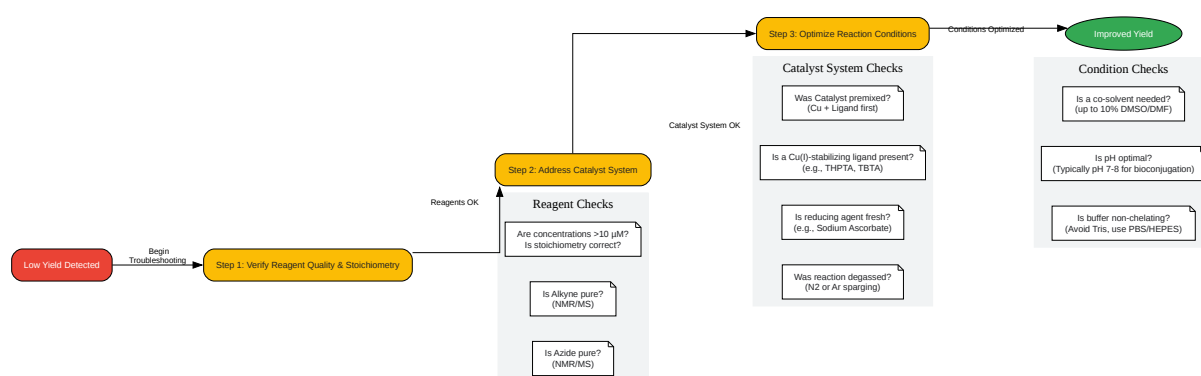 Low Yield Detected
Begin
Troubleshooting
Step 1: Verify Reagent Quality & Stoichiometry
Reagents OK
Step 2: Address Catalyst System
Reagent Checks
Are concentrations >10 µM?
Is stoichiometry correct?
Is Alkyne pure?
(NMR/MS)
Is Azide pure?
(NMR/MS)
Catalyst System OK
Step 3: Optimize Reaction Conditions
Catalyst System Checks
Was Catalyst premixed?
(Cu + Ligand first)
Is a Cu(I)-stabilizing ligand present?
(e.g., THPTA, TBTA)
Is reducing agent fresh?
(e.g., Sodium Ascorbate)
Was reaction degassed?
(N2 or Ar sparging)
Conditions Optimized
Improved Yield
Condition Checks
Is a co-solvent needed?
(up to 10% DMSO/DMF)
Is pH optimal?
(Typically pH 7-8 for bioconjugation)
Is buffer non-chelating?
(Avoid Tris, use PBS/HEPES)